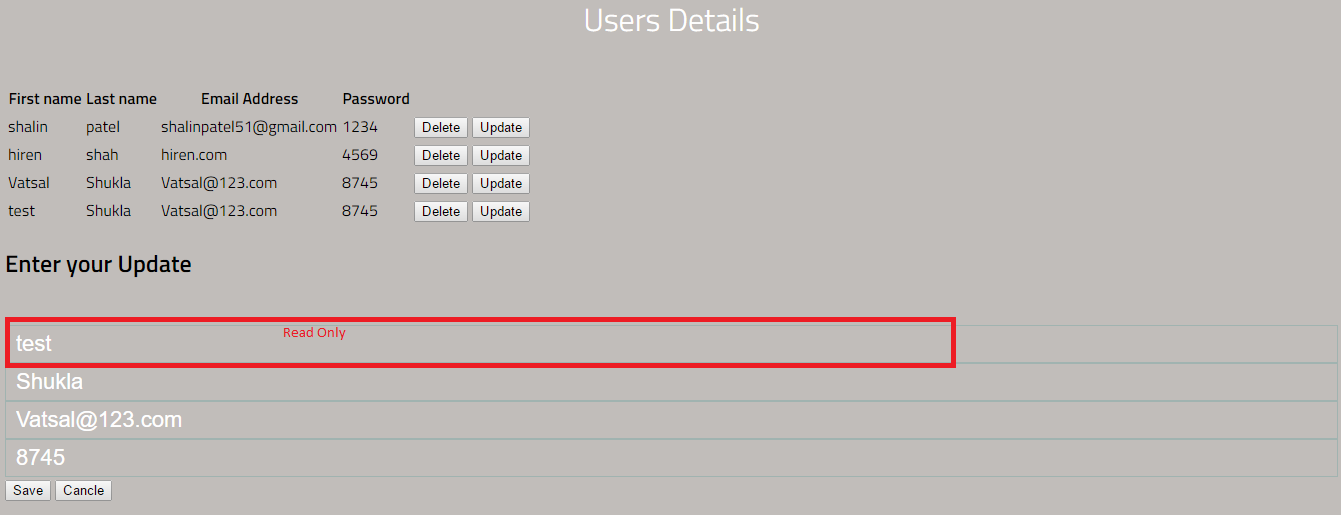 Users Details
First name Last name Email Address Password
shalin patel shalinpatel51@gmail.com 1234 Delete Update
hiren shah hiren.com 4569 Delete Update
Vatsal Shukla Vatsal@123.com 8745 Delete Update
test Shukla Vatsal@123.com 8745 Delete Update
Enter your Update
Read Only
test
Shukla
Vatsal@123.com
8745
Save Cancle